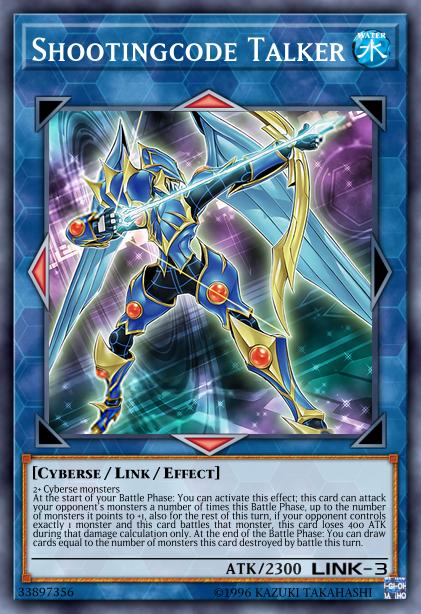 SHOOTINGCODE TALKER
WATER
水
[CYBERSE / LINK / EFFECT]
2+ Cyberse monsters
At the start of your Battle Phase: You can activate this effect; this card can attack
your opponent's monsters a number of times this Battle Phase, up to the number
of monsters it points to +1, also for the rest of this turn, if your opponent controls
exactly 1 monster and this card battles that monster, this card loses 400 ATK
during that damage calculation only. At the end of the Battle Phase: You can draw
cards equal to the number of monsters this card destroyed by battle this turn.
ATK/2300 LINK-3
33897356 ©1996 KAZUKI TAKAHASHI